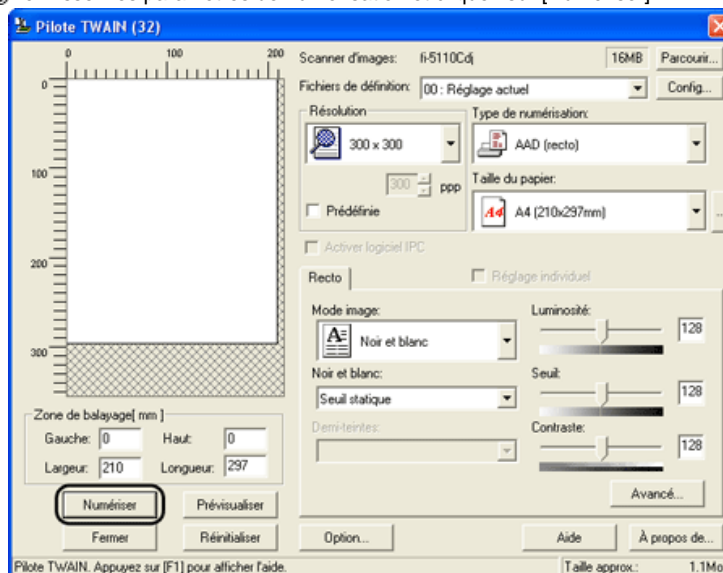 Pilote TWAIN (32)
0 100 200
Scanner d'images: fi-5110Cdj 16MB Parcourir...
Fichiers de définition: 00 : Réglage actuel Config...
Résolution
300 x 300
300 ppp
Prédéfinie
Type de numérisation:
AAD (recto)
Taille du papier:
A4 A4 (210x297mm) ...
Activer logiciel IPC
0
100
200
300
Recto
Réglage individuel
Mode image:
Noir et blanc
Noir et blanc:
Seuil statique
Demi-teintes:
Luminosité:
128
Seuil:
128
Contraste:
128
Avancé...
Zone de balayage[ mm ]
Gauche: 0 Haut: 0
Largeur: 210 Longueur: 297
Numériser Prévisualiser
Fermer Réinitialiser
Option... Aide À propos de...
Pilote TWAIN. Appuyez sur [F1] pour afficher l'aide. Taille approx.: 1.1Mo